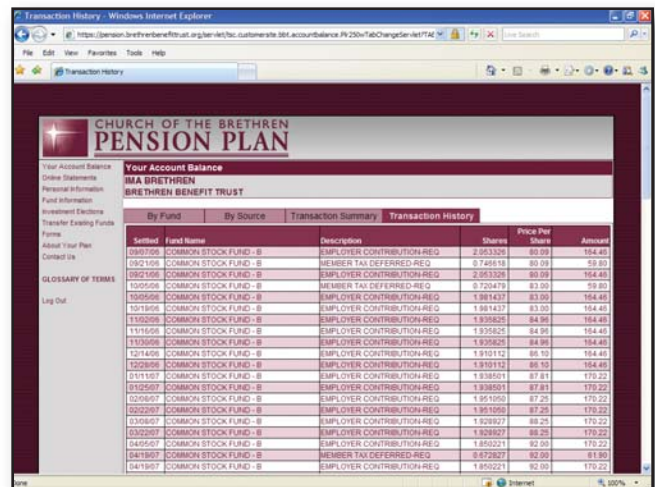 Transaction History - Windows Internet Explorer
https://pension.brethrenbenefittrust.org/servlet/tsc.customersite.bbt.accountbalance.Plr250wTabChangeServlet?TAB
Live Search
File Edit View Favorites Tools Help
Transaction History
CHURCH OF THE BRETHREN
PENSION PLAN
Your Account Balance
Online Statements
Personal Information
Fund Information
Investment Elections
Transfer Existing Funds
Forms
About Your Plan
Contact Us
GLOSSARY OF TERMS
Log Out
Your Account Balance
IMA BRETHREN
BRETHREN BENEFIT TRUST
By Fund By Source Transaction Summary Transaction History
Settled Fund Name Description Shares Price Per Share Amount
09/07/06 COMMON STOCK FUND - B EMPLOYER CONTRIBUTION-REQ 2.053326 80.09 164.46
09/21/06 COMMON STOCK FUND - B MEMBER TAX DEFERRED-REQ 0.746618 80.09 59.80
09/21/06 COMMON STOCK FUND - B EMPLOYER CONTRIBUTION-REQ 2.053326 80.09 164.46
10/05/06 COMMON STOCK FUND - B MEMBER TAX DEFERRED-REQ 0.720479 83.00 59.80
10/05/06 COMMON STOCK FUND - B EMPLOYER CONTRIBUTION-REQ 1.981437 83.00 164.46
10/19/06 COMMON STOCK FUND - B EMPLOYER CONTRIBUTION-REQ 1.981437 83.00 164.46
11/02/06 COMMON STOCK FUND - B EMPLOYER CONTRIBUTION-REQ 1.935825 84.96 164.46
11/16/06 COMMON STOCK FUND - B EMPLOYER CONTRIBUTION-REQ 1.935825 84.96 164.46
11/30/06 COMMON STOCK FUND - B EMPLOYER CONTRIBUTION-REQ 1.935825 84.96 164.46
12/14/06 COMMON STOCK FUND - B EMPLOYER CONTRIBUTION-REQ 1.910112 86.10 164.46
12/28/06 COMMON STOCK FUND - B EMPLOYER CONTRIBUTION-REQ 1.910112 86.10 164.46
01/11/07 COMMON STOCK FUND - B EMPLOYER CONTRIBUTION-REQ 1.938501 87.81 170.22
01/25/07 COMMON STOCK FUND - B EMPLOYER CONTRIBUTION-REQ 1.938501 87.81 170.22
02/08/07 COMMON STOCK FUND - B EMPLOYER CONTRIBUTION-REQ 1.951050 87.25 170.22
02/22/07 COMMON STOCK FUND - B EMPLOYER CONTRIBUTION-REQ 1.951050 87.25 170.22
03/08/07 COMMON STOCK FUND - B EMPLOYER CONTRIBUTION-REQ 1.928927 88.25 170.22
03/22/07 COMMON STOCK FUND - B EMPLOYER CONTRIBUTION-REQ 1.928927 88.25 170.22
04/05/07 COMMON STOCK FUND - B EMPLOYER CONTRIBUTION-REQ 1.850221 92.00 170.22
04/19/07 COMMON STOCK FUND - B MEMBER TAX DEFERRED-REQ 0.672827 92.00 61.90
04/19/07 COMMON STOCK FUND - B EMPLOYER CONTRIBUTION-REQ 1.850221 92.00 170.22
Done Internet 100%